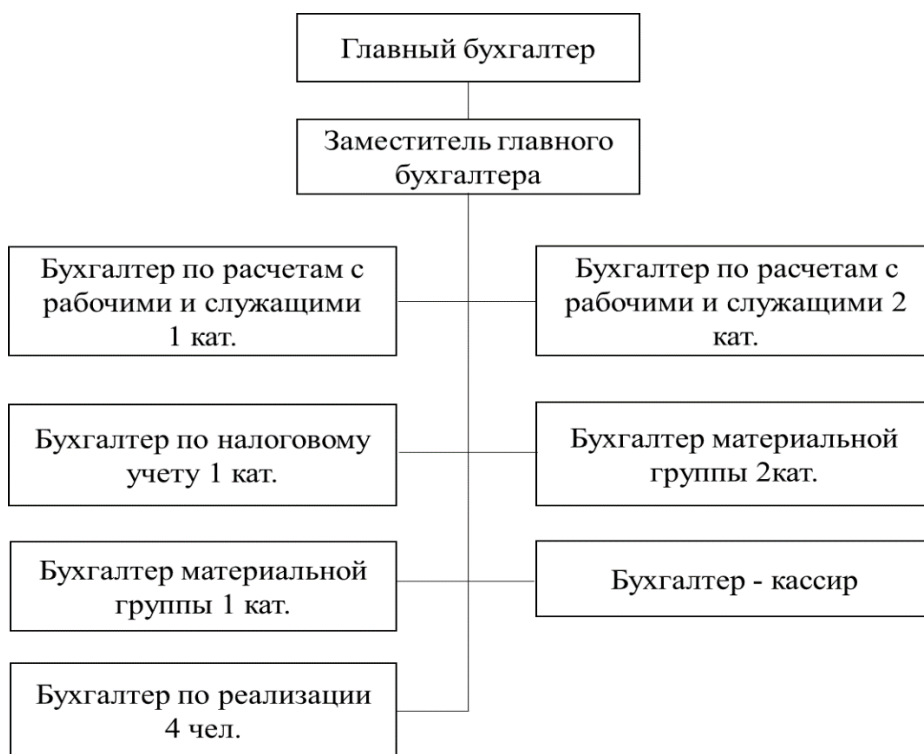 Главный бухгалтер
Заместитель главного
бухгалтера
Бухгалтер по расчетам с
рабочими и служащими
1 кат.
Бухгалтер по расчетам с
рабочими и служащими 2
кат.
Бухгалтер по налоговому
учету 1 кат.
Бухгалтер материальной
группы 2кат.
Бухгалтер материальной
группы 1 кат.
Бухгалтер - кассир
Бухгалтер по реализации
4 чел.